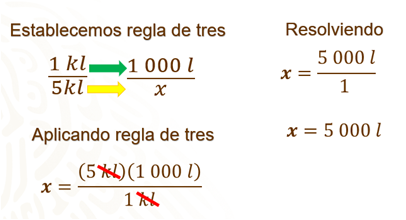 Establecemos regla de tres
1 kl 1 000 l
5kl x
Aplicando regla de tres
x = (5 kl)(1 000 l)
1 kl
Resolviendo
x = 5 000 l
1
x = 5 000 l